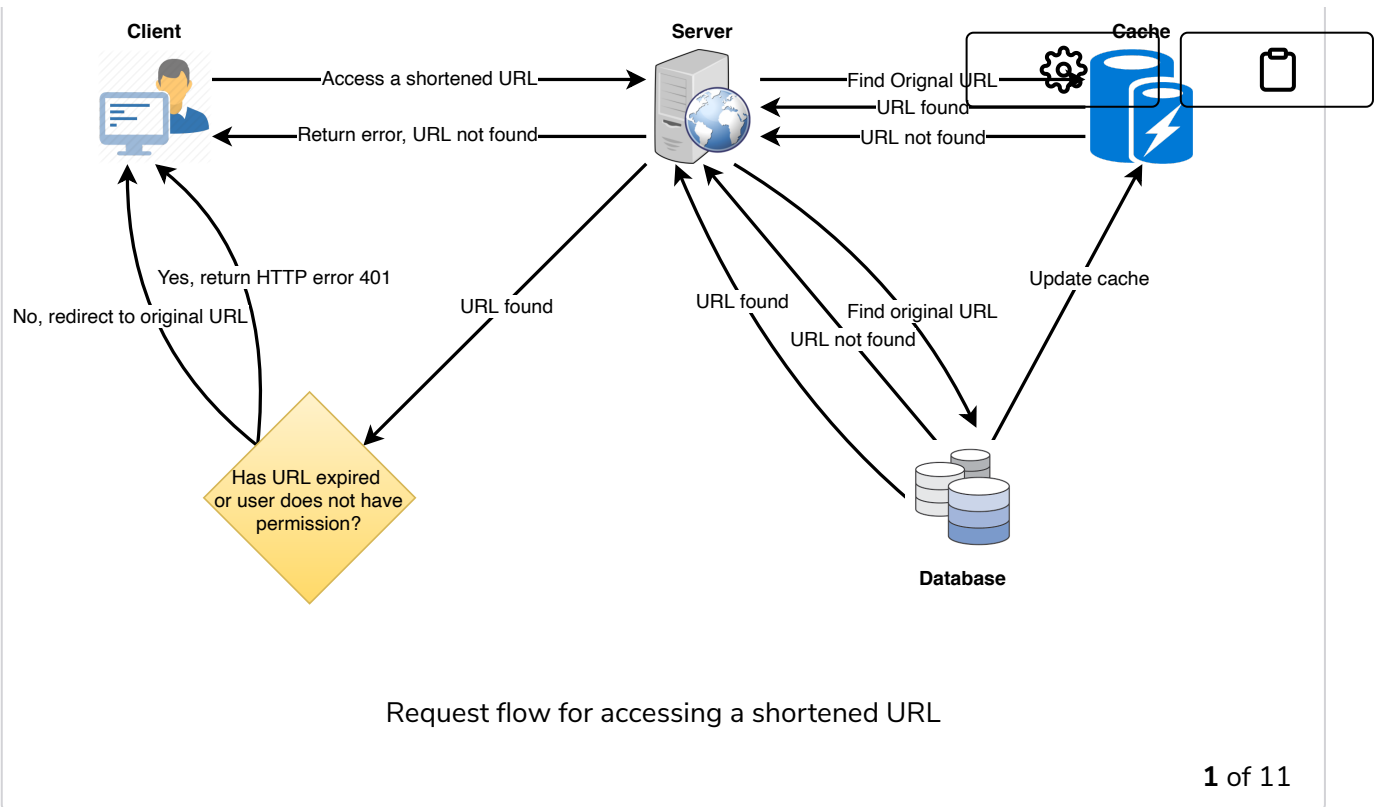 Client
Server
Cache
Access a shortened URL
Find Orignal URL
URL found
Return error, URL not found
URL not found
Yes, return HTTP error 401
No, redirect to original URL
URL found
URL found
Find original URL
URL not found
Update cache
Has URL expired
or user does not have
permission?
Database
Request flow for accessing a shortened URL
1 of 11